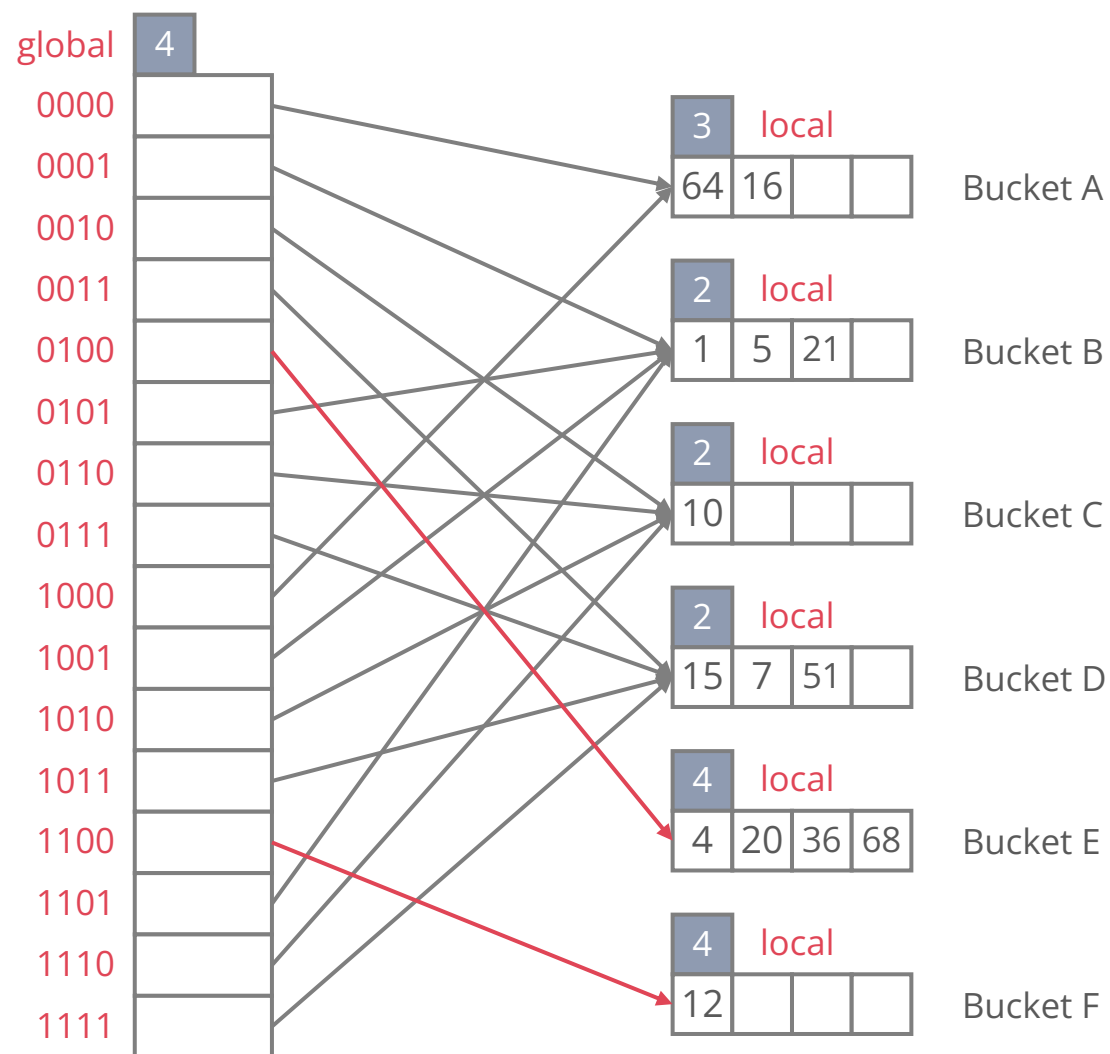 global 4
0000
0001
0010
0011
0100
0101
0110
0111
1000
1001
1010
1011
1100
1101
1110
1111
3 local
64 16 Bucket A
2 local
1 5 21 Bucket B
2 local
10 Bucket C
2 local
15 7 51 Bucket D
4 local
4 20 36 68 Bucket E
4 local
12 Bucket F